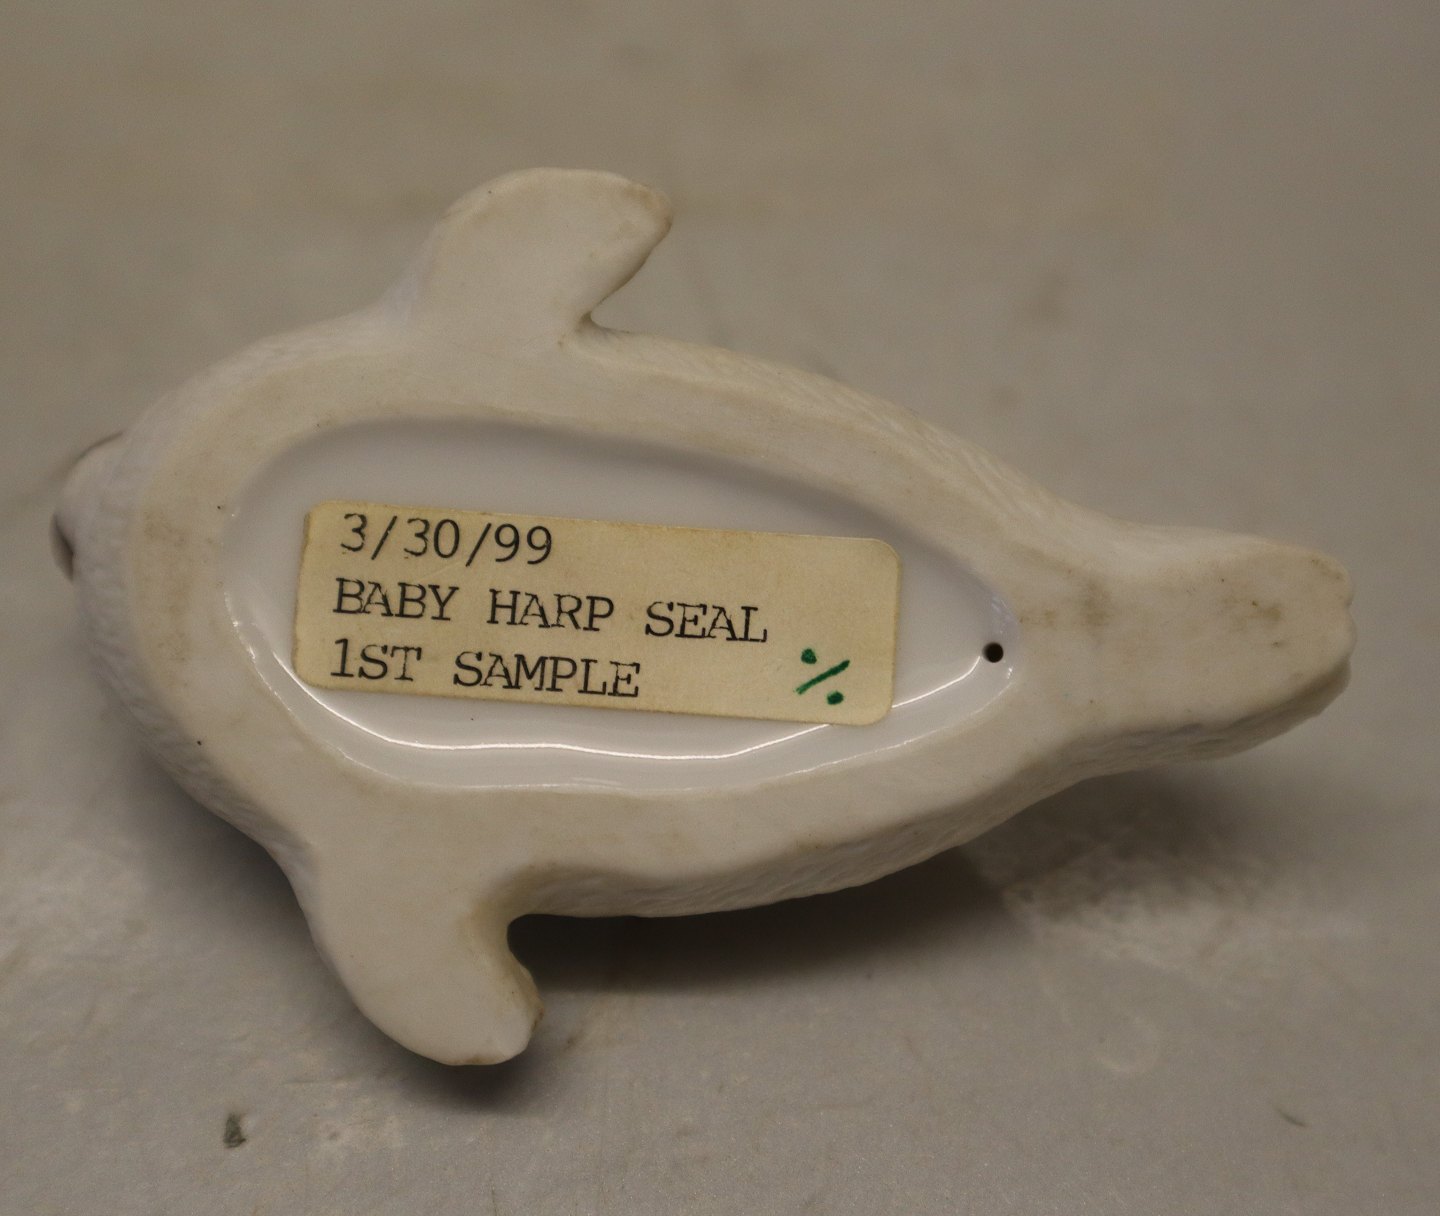 3/30/99
BABY HARP SEAL
1ST SAMPLE %